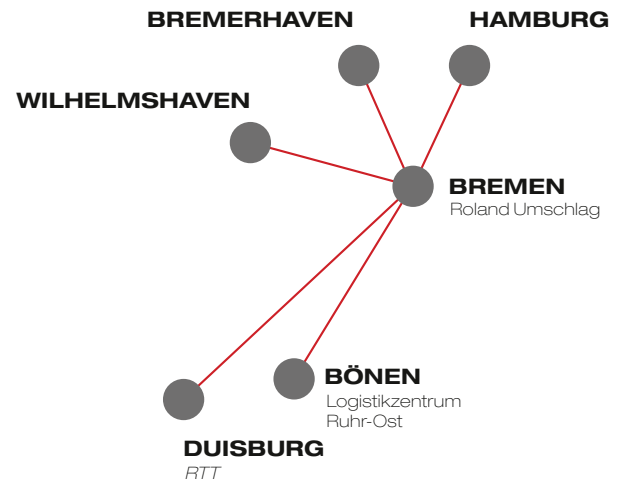 BREMERHAVEN
HAMBURG
WILHELMSHAVEN
BREMEN
Roland Umschlag
BÖNEN
Logistikzentrum
Ruhr-Ost
DUISBURG
RTT